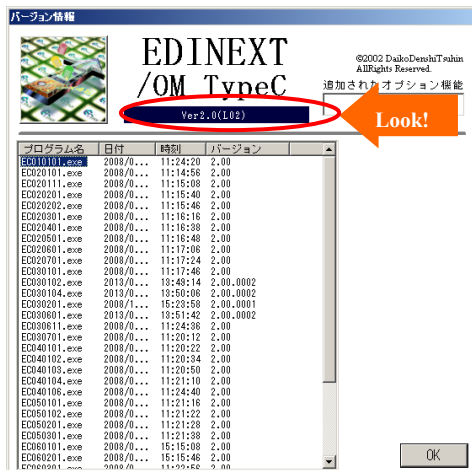 バージョン情報
EDINEXT
/OM TypeC
Ver2.0(L02)
©2002 DaikoDenshiTsuhin
AllRights Reserved.
追加されたオプション機能
Look!
プログラム名 日付 時刻 バージョン
EC010101.exe 2008/0... 11:24:20 2.00
EC020101.exe 2008/0... 11:14:56 2.00
EC020111.exe 2008/0... 11:15:08 2.00
EC020201.exe 2008/0... 11:15:40 2.00
EC020202.exe 2008/0... 11:15:46 2.00
EC020301.exe 2008/0... 11:16:16 2.00
EC020401.exe 2008/0... 11:16:38 2.00
EC020501.exe 2008/0... 11:16:48 2.00
EC020601.exe 2008/0... 11:17:06 2.00
EC020701.exe 2008/0... 11:17:24 2.00
EC030101.exe 2008/0... 11:17:46 2.00
EC030102.exe 2013/0... 13:49:14 2.00.0002
EC030104.exe 2013/0... 13:50:06 2.00.0002
EC030201.exe 2008/1... 15:23:58 2.00.0001
EC030601.exe 2013/0... 13:51:42 2.00.0002
EC030611.exe 2008/0... 11:24:36 2.00
EC030701.exe 2008/0... 11:20:12 2.00
EC040101.exe 2008/0... 11:20:22 2.00
EC040102.exe 2008/0... 11:20:34 2.00
EC040103.exe 2008/0... 11:20:50 2.00
EC040104.exe 2008/0... 11:21:10 2.00
EC040106.exe 2008/0... 11:24:40 2.00
EC050101.exe 2008/0... 11:21:16 2.00
EC050102.exe 2008/0... 11:21:22 2.00
EC050201.exe 2008/0... 11:21:28 2.00
EC050301.exe 2008/0... 11:21:38 2.00
EC060101.exe 2008/0... 15:15:08 2.00
EC060201.exe 2008/0... 15:15:46 2.00
OK